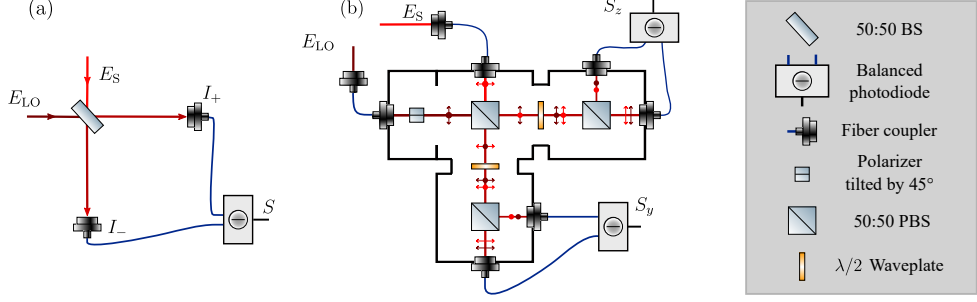 (a)
E_S
E_LO
I_+
I_−
S
(b)
E_S
E_LO
S_z
S_y
50:50 BS
Balanced
photodiode
Fiber coupler
Polarizer
tilted by 45°
50:50 PBS
λ/2 Waveplate